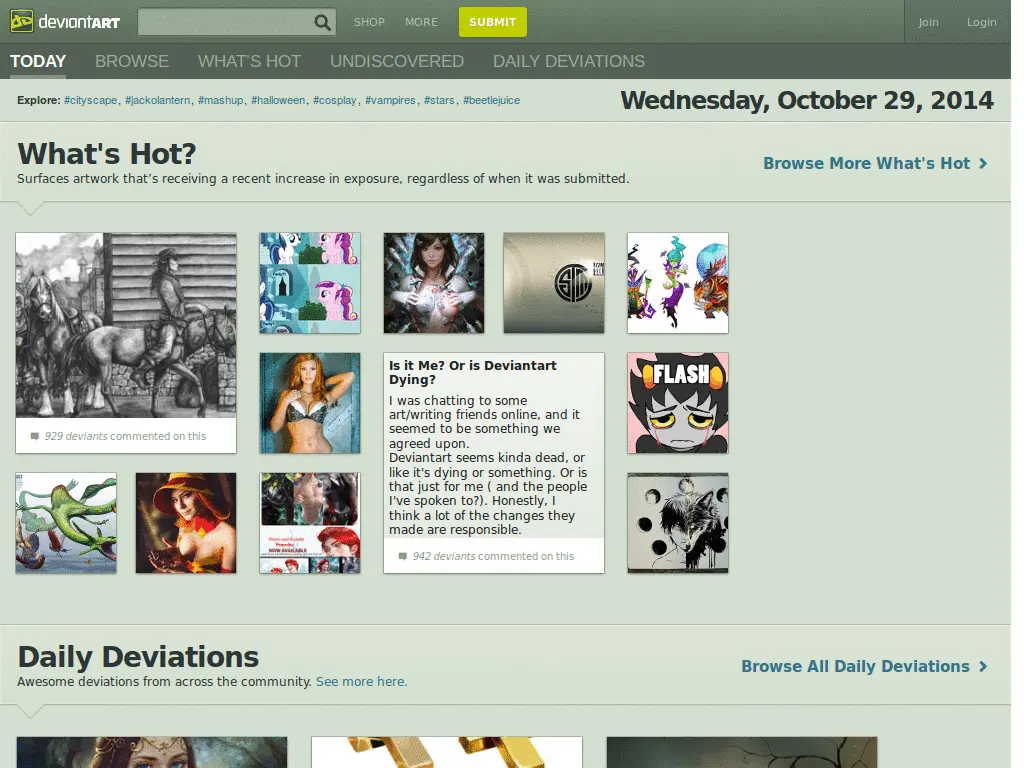 deviantART SHOP MORE SUBMIT Join Login
TODAY BROWSE WHAT'S HOT UNDISCOVERED DAILY DEVIATIONS
Explore: #cityscape, #jackolantern, #mashup, #halloween, #cosplay, #vampires, #stars, #beetlejuice
Wednesday, October 29, 2014
What's Hot?
Surfaces artwork that's receiving a recent increase in exposure, regardless of when it was submitted.
Browse More What's Hot
929 deviants commented on this
Is it Me? Or is Deviantart
Dying?
I was chatting to some
art/writing friends online, and it
seemed to be something we
agreed upon.
Deviantart seems kinda dead, or
like it's dying or something. Or is
that just for me ( and the people
I've spoken to?). Honestly, I
think a lot of the changes they
made are responsible.
942 deviants commented on this
FLASH
NOW AVAILABLE
Daily Deviations
Awesome deviations from across the community. See more here.
Browse All Daily Deviations